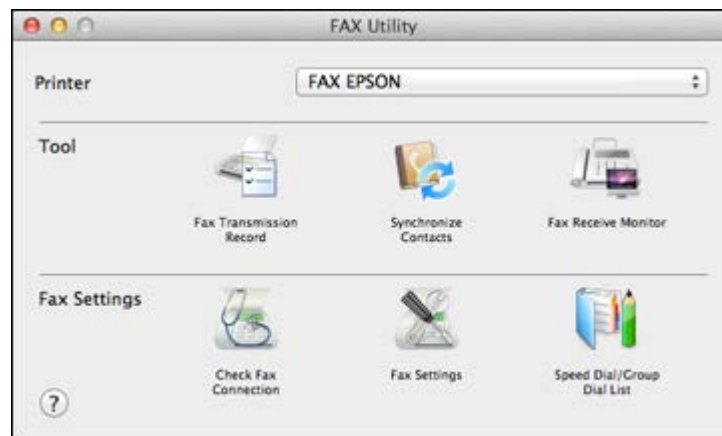 FAX Utility
Printer
FAX EPSON
Tool
Fax Transmission
Record
Synchronize
Contacts
Fax Receive Monitor
Fax Settings
Check Fax
Connection
Fax Settings
Speed Dial/Group
Dial List
?